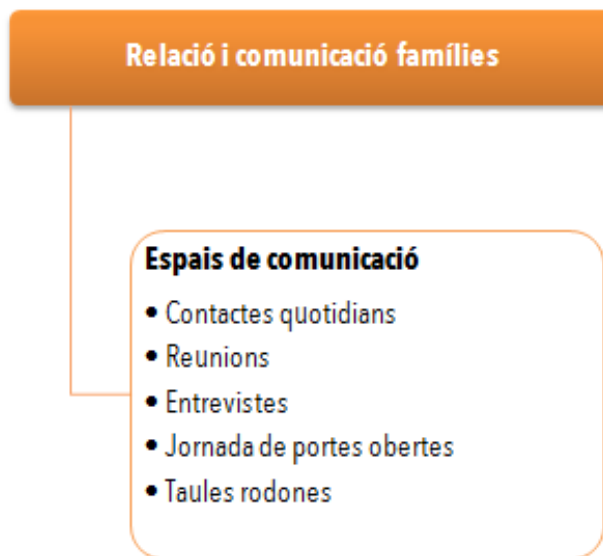 Relació i comunicació famílies
Espais de comunicació
• Contactes quotidians
• Reunions
• Entrevistes
• Jornada de portes obertes
• Taules rodones